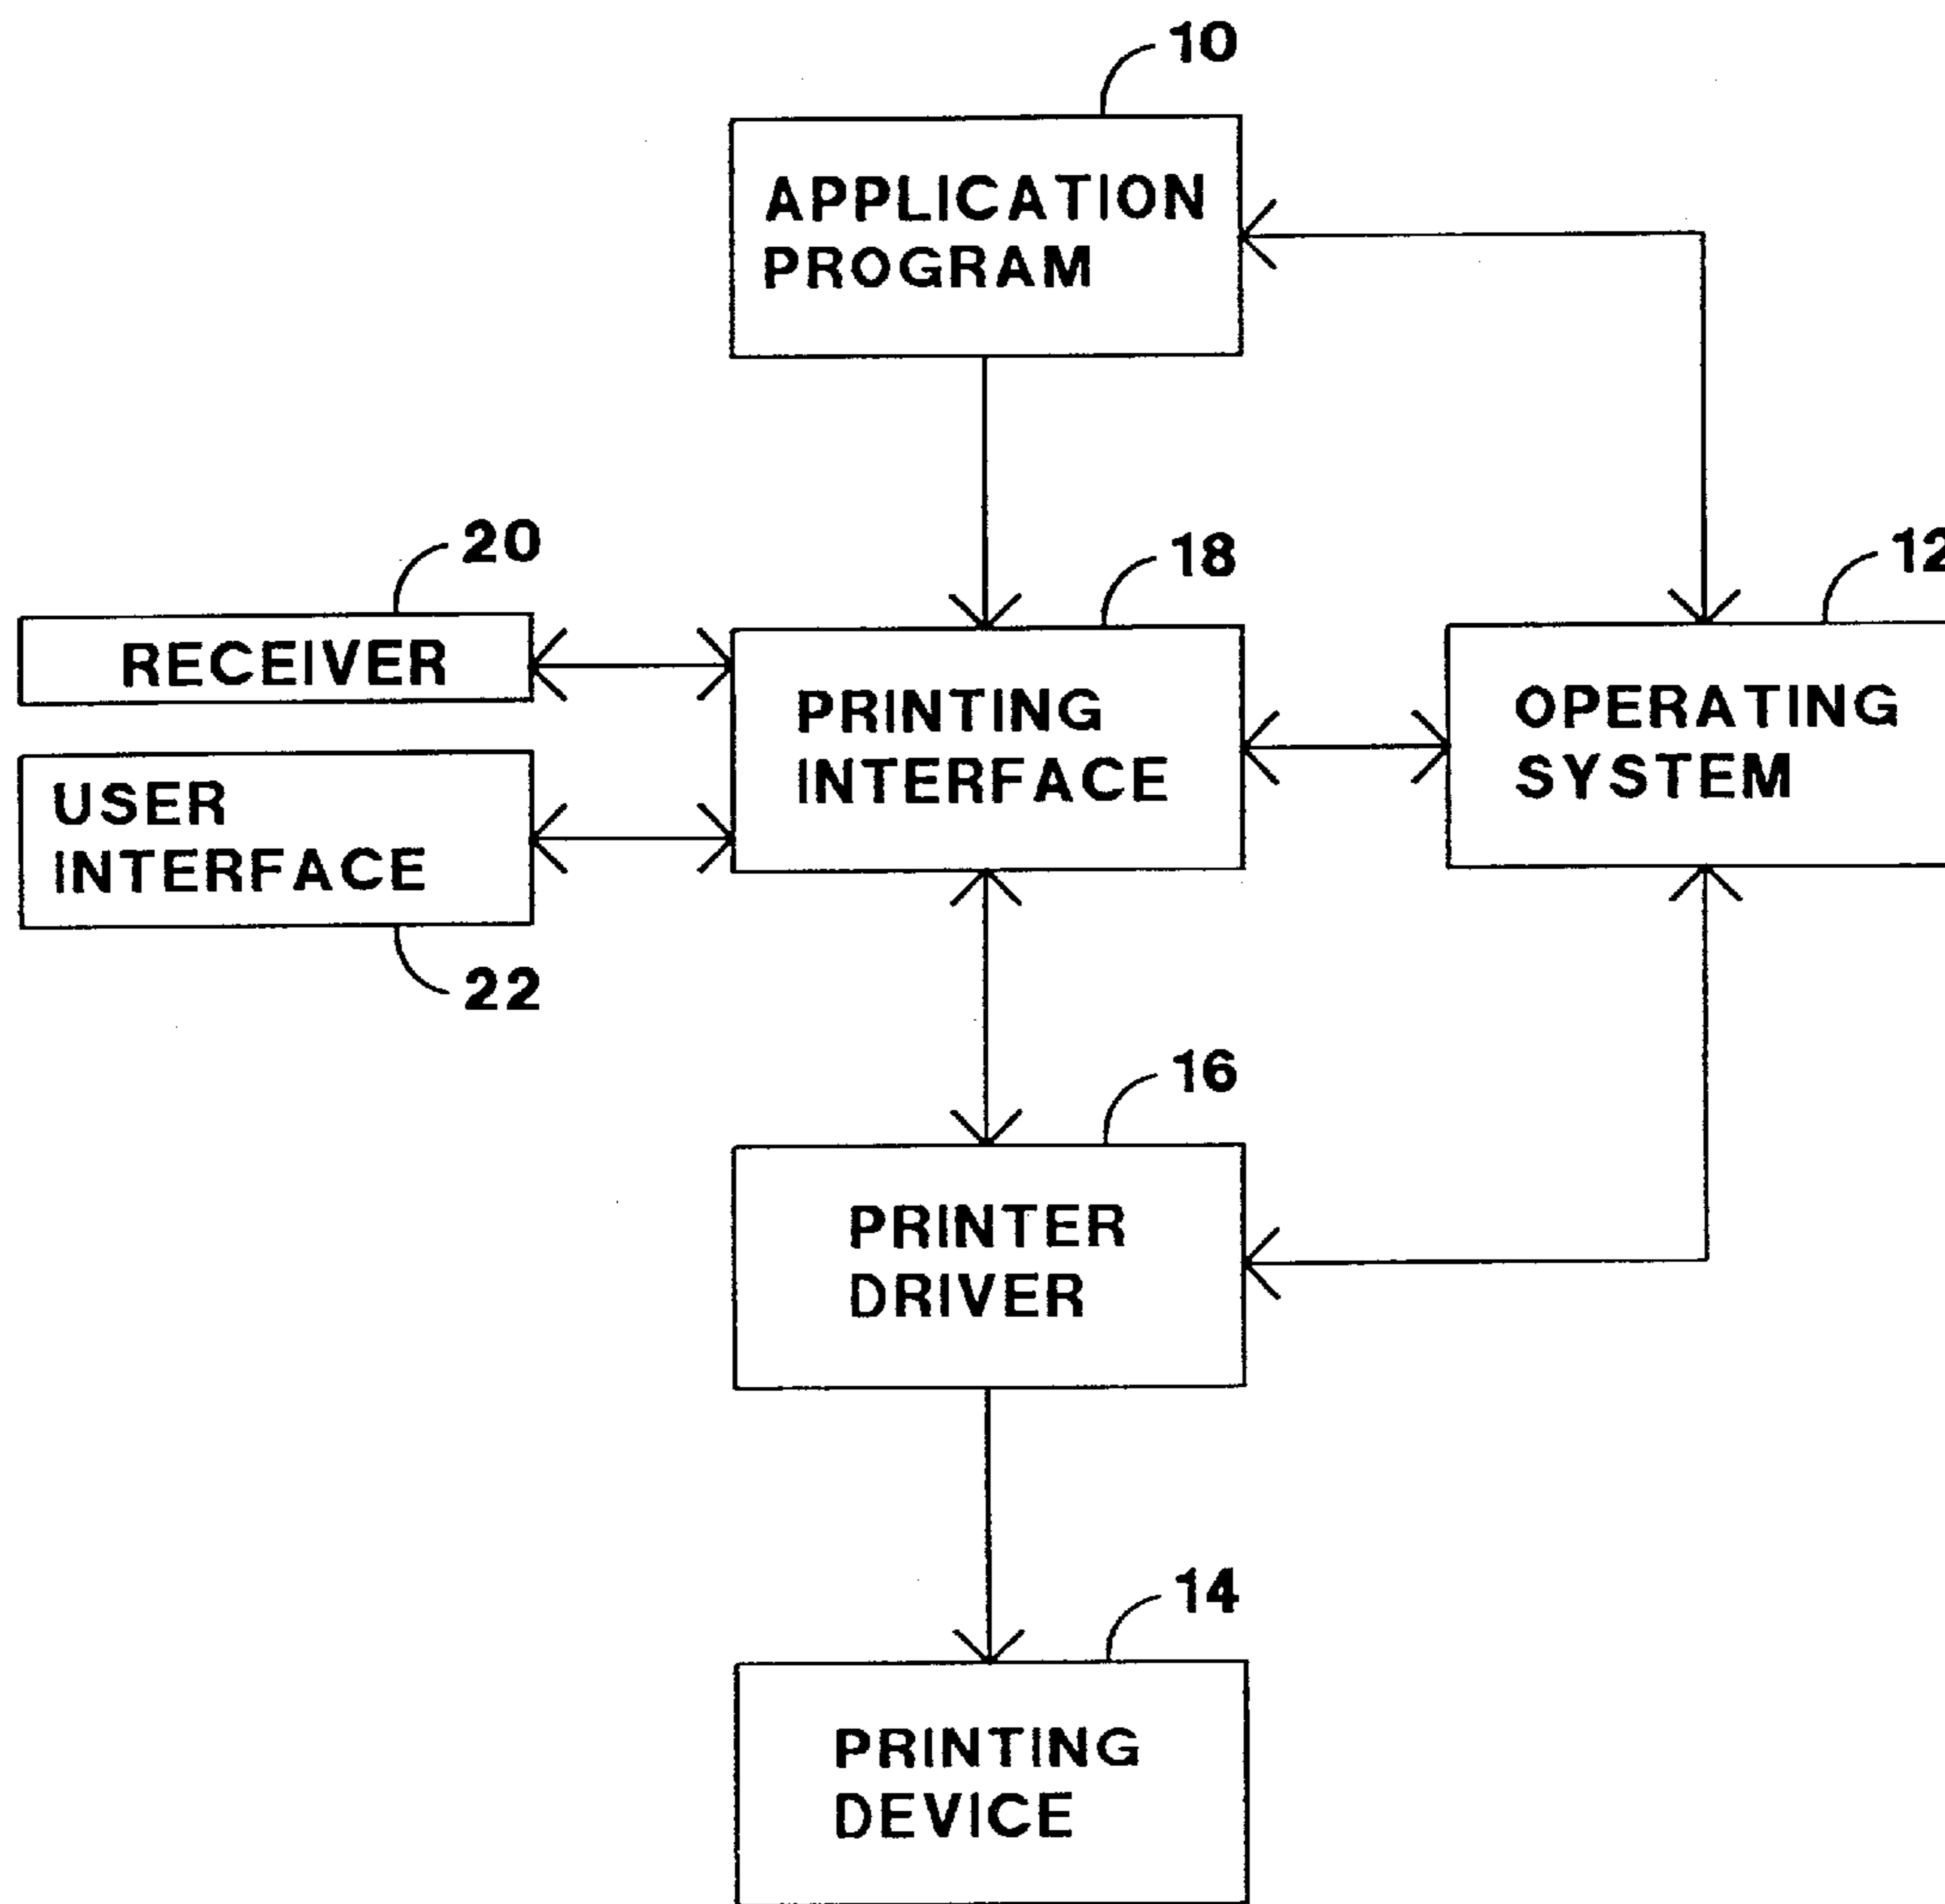 10
APPLICATION
PROGRAM
20
18
12
RECEIVER
PRINTING
INTERFACE
OPERATING
SYSTEM
USER
INTERFACE
22
16
PRINTER
DRIVER
14
PRINTING
DEVICE